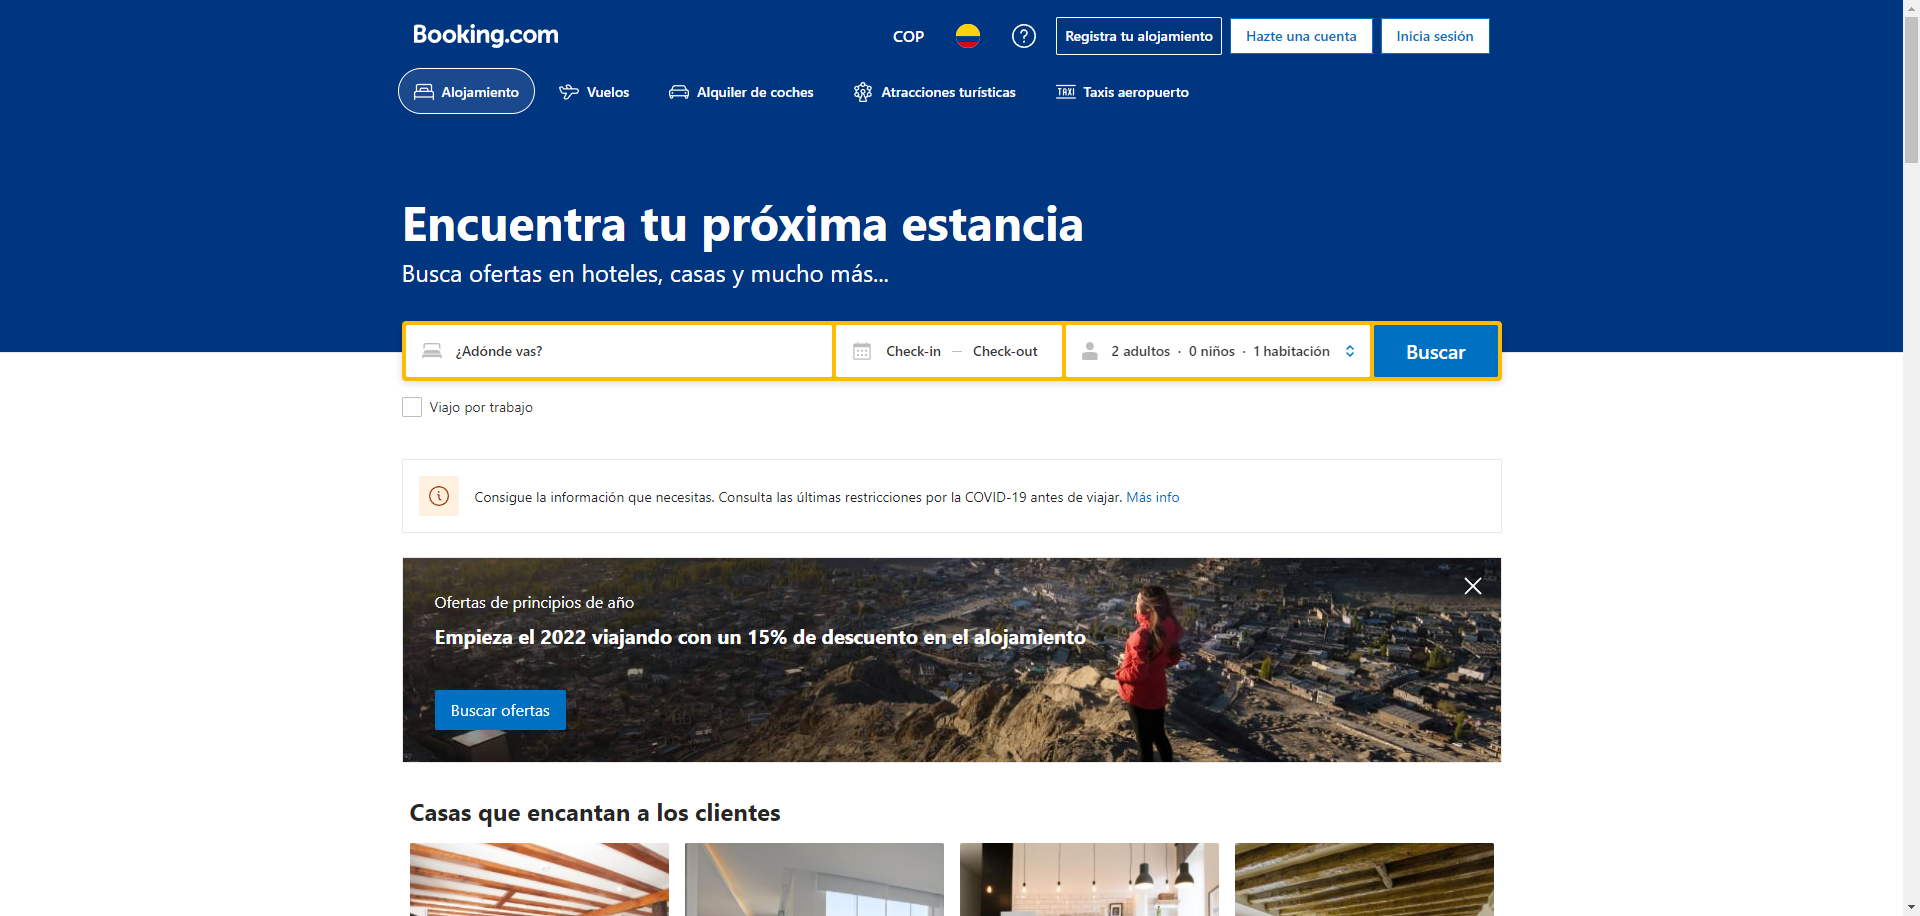 Booking.com
COP
Registra tu alojamiento
Hazte una cuenta
Inicia sesión
Alojamiento
Vuelos
Alquiler de coches
Atracciones turísticas
TAXI Taxis aeropuerto
Encuentra tu próxima estancia
Busca ofertas en hoteles, casas y mucho más...
¿Adónde vas?
Check-in — Check-out
2 adultos · 0 niños · 1 habitación
Buscar
Viajo por trabajo
Consigue la información que necesitas. Consulta las últimas restricciones por la COVID-19 antes de viajar. Más info
Ofertas de principios de año
Empieza el 2022 viajando con un 15% de descuento en el alojamiento
Buscar ofertas
Casas que encantan a los clientes